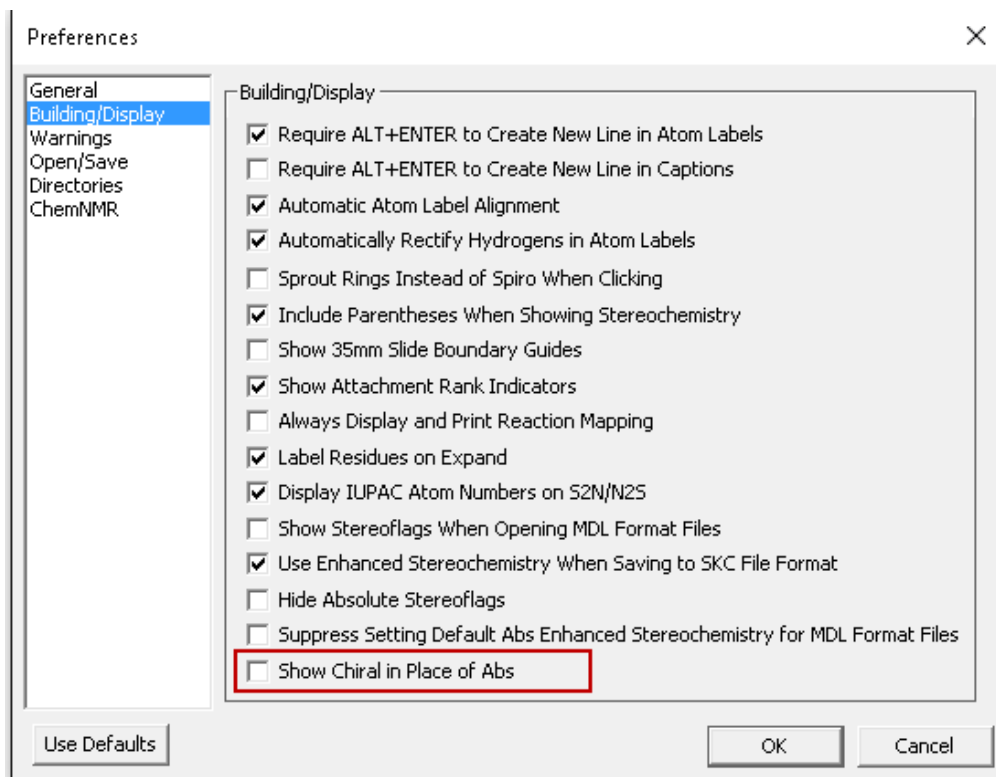 Preferences
General
Building/Display
Warnings
Open/Save
Directories
ChemNMR
Building/Display
Require ALT+ENTER to Create New Line in Atom Labels
Require ALT+ENTER to Create New Line in Captions
Automatic Atom Label Alignment
Automatically Rectify Hydrogens in Atom Labels
Sprout Rings Instead of Spiro When Clicking
Include Parentheses When Showing Stereochemistry
Show 35mm Slide Boundary Guides
Show Attachment Rank Indicators
Always Display and Print Reaction Mapping
Label Residues on Expand
Display IUPAC Atom Numbers on S2N/N2S
Show Stereoflags When Opening MDL Format Files
Use Enhanced Stereochemistry When Saving to SKC File Format
Hide Absolute Stereoflags
Suppress Setting Default Abs Enhanced Stereochemistry for MDL Format Files
Show Chiral in Place of Abs
Use Defaults
OK
Cancel